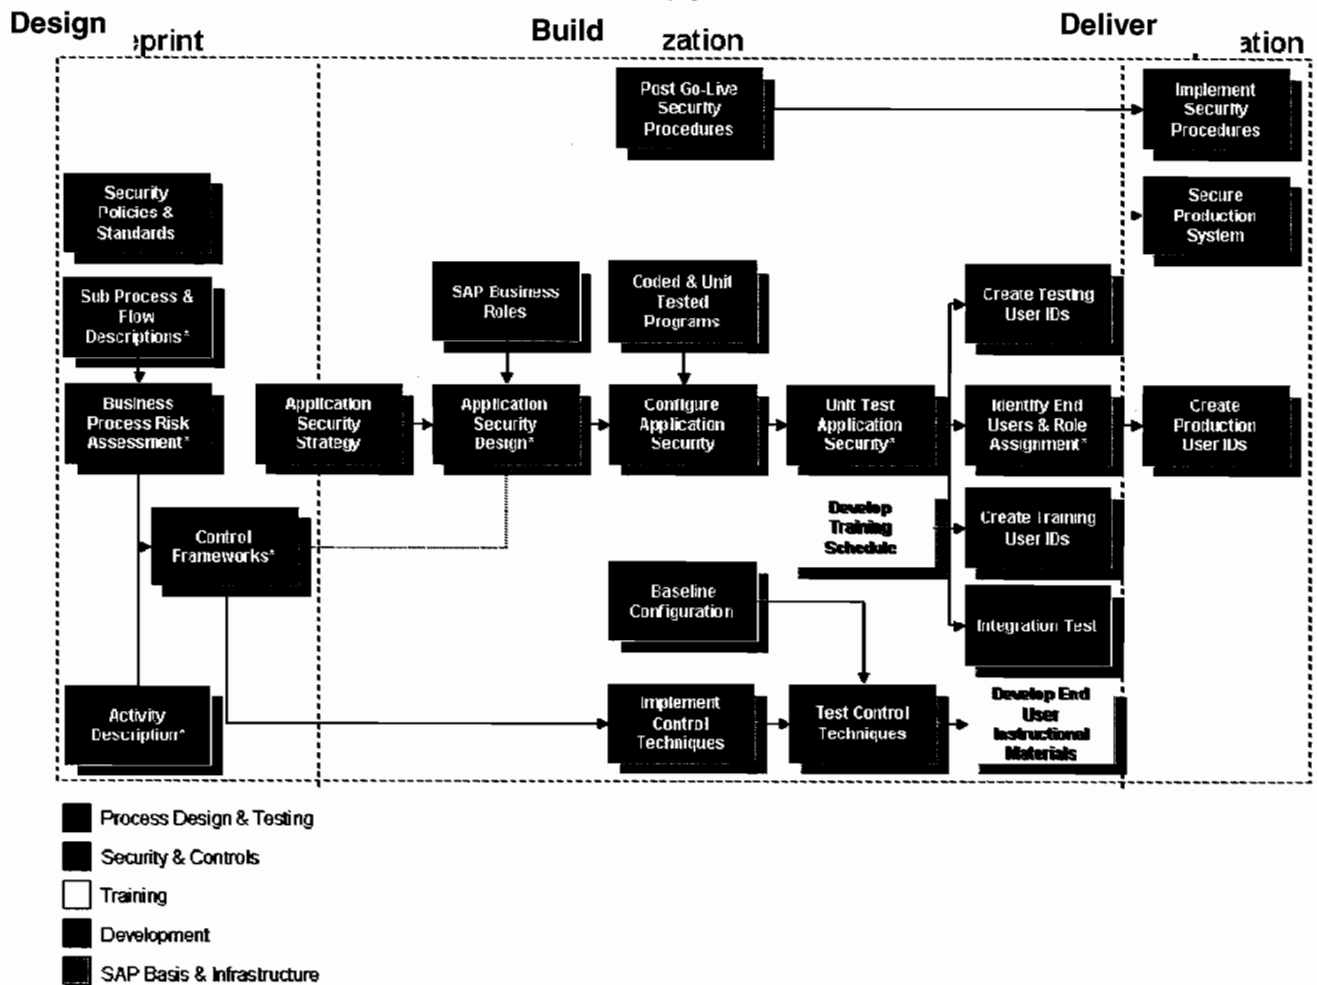 Design
eprint
Build
zation
Deliver
ation
Post Go-Live
Security
Procedures
Implement
Security
Procedures
Security
Policies &
Standards
Secure
Production
System
Sub Process &
Flow
Descriptions*
SAP Business
Roles
Coded & Unit
Tested
Programs
Create Testing
User IDs
Business
Process Risk
Assessment*
Application
Security
Strategy
Application
Security
Design*
Configure
Application
Security
Unit Test
Application
Security*
Identify End
Users & Role
Assignment*
Create
Production
User IDs
Control
Frameworks*
Develop
Training
Schedule
Create Training
User IDs
Baseline
Configuration
Integration Test
Activity
Description*
Implement
Control
Techniques
Test Control
Techniques
Develop End
User
Instructional
Materials
Process Design & Testing
Security & Controls
Training
Development
SAP Basis & Infrastructure